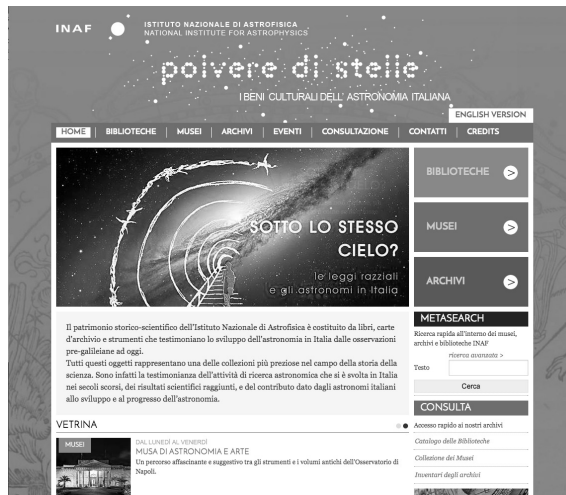 INAF
ISTITUTO NAZIONALE DI ASTROFISICA
NATIONAL INSTITUTE FOR ASTROPHYSICS
polvere di stelle
I BENI CULTURALI DELL' ASTRONOMIA ITALIANA
ENGLISH VERSION
HOME BIBLIOTECHE MUSEI ARCHIVI EVENTI CONSULTAZIONE CONTATTI CREDITS
SOTTO LO STESSO
CIELO?
le leggi razziali
e gli astronomi in Italia
BIBLIOTECHE >
MUSEI >
ARCHIVI >
Il patrimonio storico-scientifico dell'Istituto Nazionale di Astrofisica è costituito da libri, carte
d'archivio e strumenti che testimoniano lo sviluppo dell'astronomia in Italia dalle osservazioni
pre-galileiane ad oggi.
Tutti questi oggetti rappresentano una delle collezioni più preziose nel campo della storia della
scienza. Sono infatti la testimonianza dell'attività di ricerca astronomica che si è svolta in Italia
nei secoli scorsi, dei risultati scientifici raggiunti, e del contributo dato dagli astronomi italiani
allo sviluppo e al progresso dell'astronomia.
METASEARCH
Ricerca rapida all'interno dei musei,
archivi e biblioteche INAF
ricerca avanzata >
Testo
Cerca
CONSULTA
Accesso rapido ai nostri archivi
Catalogo delle Biblioteche
Collezione dei Musei
Inventari degli archivi
VETRINA
MUSEI
DAL LUNEDÌ AL VENERDÌ
MUSA DI ASTRONOMIA E ARTE
Un percorso affascinante e suggestivo tra gli strumenti e i volumi antichi dell'Osservatorio di
Napoli.